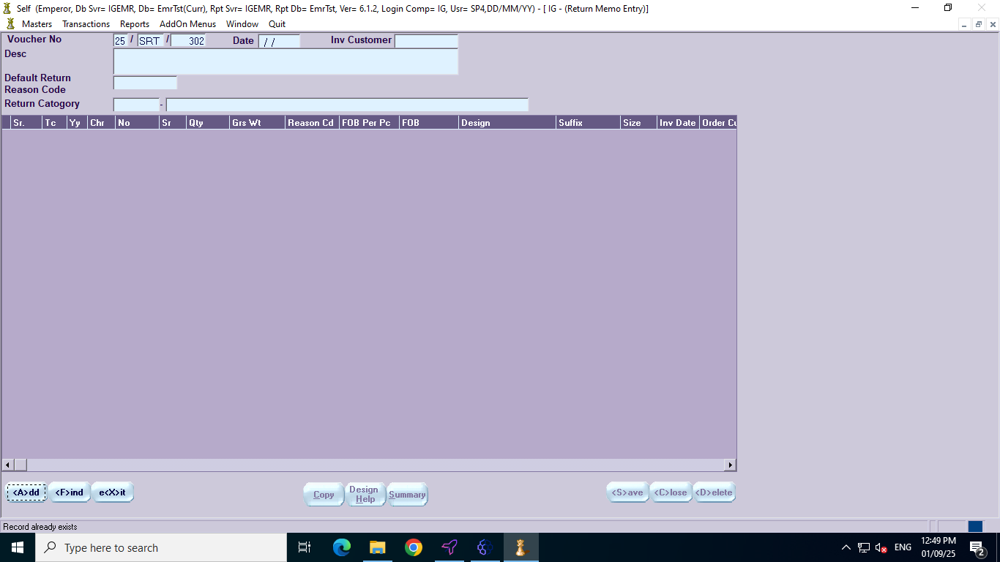 Self (Emperor, Db Svr= IGEMR, Db= EmrTst(Curr), Rpt Svr= IGEMR, Rpt Db= EmrTst, Ver= 6.1.2, Login Comp= IG, Usr= SP4,DD/MM/YY) - [ IG - (Return Memo Entry)]
Masters Transactions Reports AddOn Menus Window Quit
Voucher No 25 / SRT / 302 Date / / Inv Customer
Desc
Default Return
Reason Code
Return Catogory -
Sr. Tc Yy Chr No Sr Qty Grs Wt Reason Cd FOB Per Pc FOB Design Suffix Size Inv Date Order Cu
<A>dd <F>ind e<X>it Copy Design Help Summary <S>ave <C>lose <D>elete
Record already exists
Type here to search ENG 12:49 PM
01/09/25 2